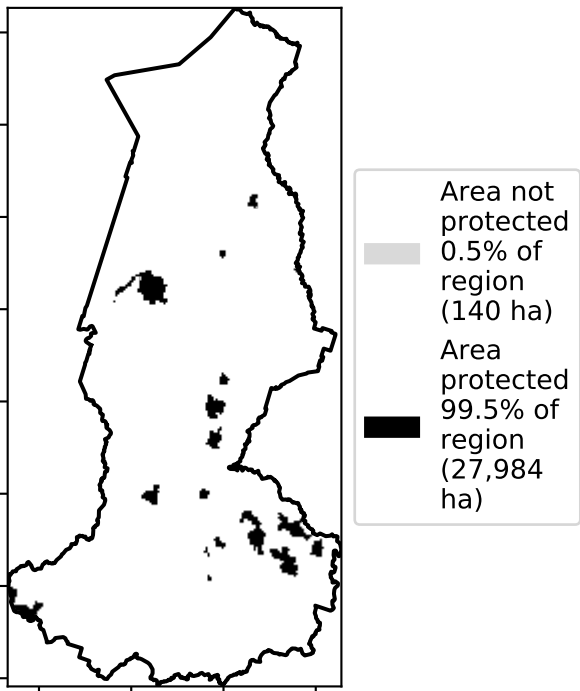 Area not
protected
0.5% of
region
(140 ha)
Area
protected
99.5% of
region
(27,984
ha)